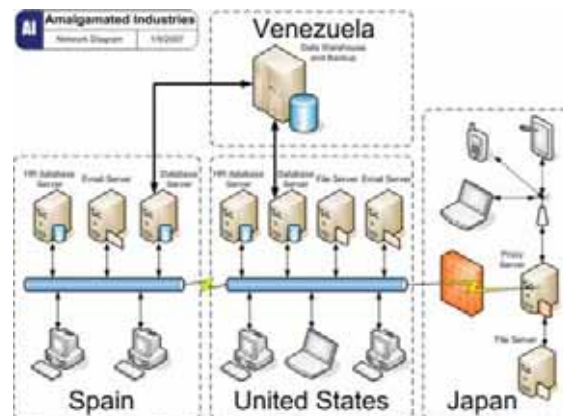 AI
Amalgamated Industries
Network Diagram 1/9/2007
Venezuela
Data Warehouse
and Backup
HR database
Server
Email Server
Database
Server
HR database
Server
Database
Server
File Server
Email Server
Proxy
Server
File Server
Spain
United States
Japan